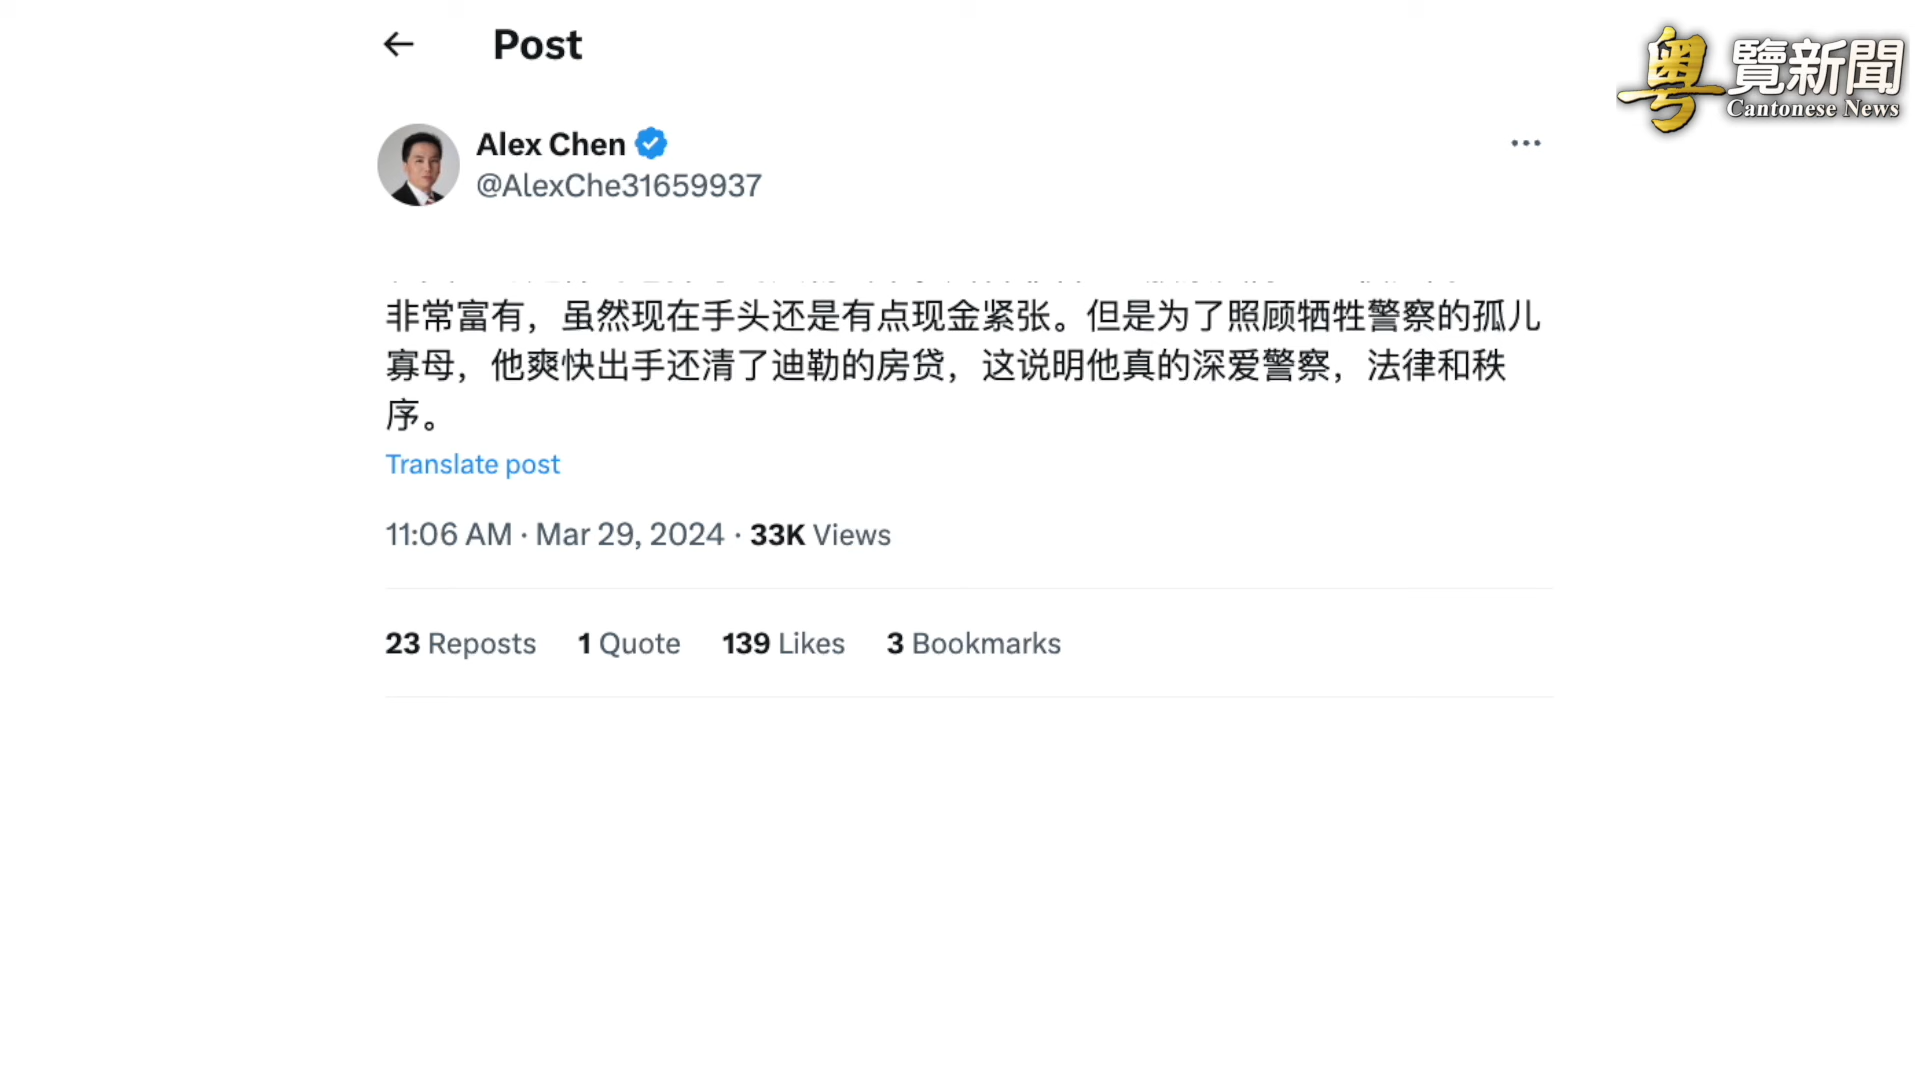 Post
粤覽新聞
Cantonese News
Alex Chen
@AlexChe31659937
非常富有，虽然现在手头还是有点现金紧张。但是为了照顾牺牲警察的孤儿
寡母，他爽快出手还清了迪勒的房贷，这说明他真的深爱警察，法律和秩
序。
Translate post
11:06 AM · Mar 29, 2024 · 33K Views
23 Reposts 1 Quote 139 Likes 3 Bookmarks